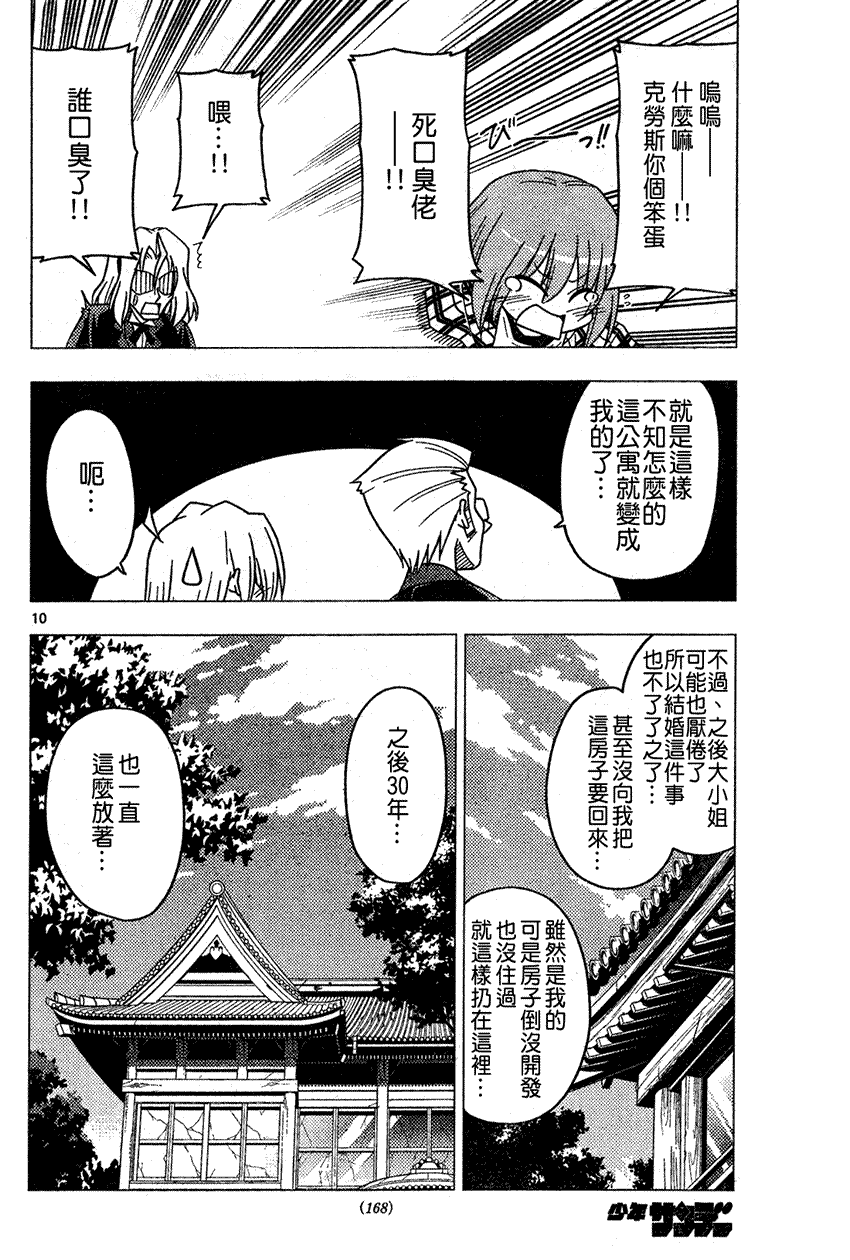 嗚嗚——
什麼嘛——!!
克勞斯你個笨蛋
びーっ!!
死口臭佬
——!!
喂…!!
誰口臭了!!
就是這樣
不知怎麼的
這公寓就變成
我的了…
呃…
10
不過、之後大小姐
可能也厭倦了
所以結婚這件事
也不了了之了…
甚至沒向我把
這房子要回來…
雖然是我的
可是房子倒沒開發
也沒住過
就這樣扔在這裡…
之後30年…
也一直
這麼放著…
(168)
少年サンデー